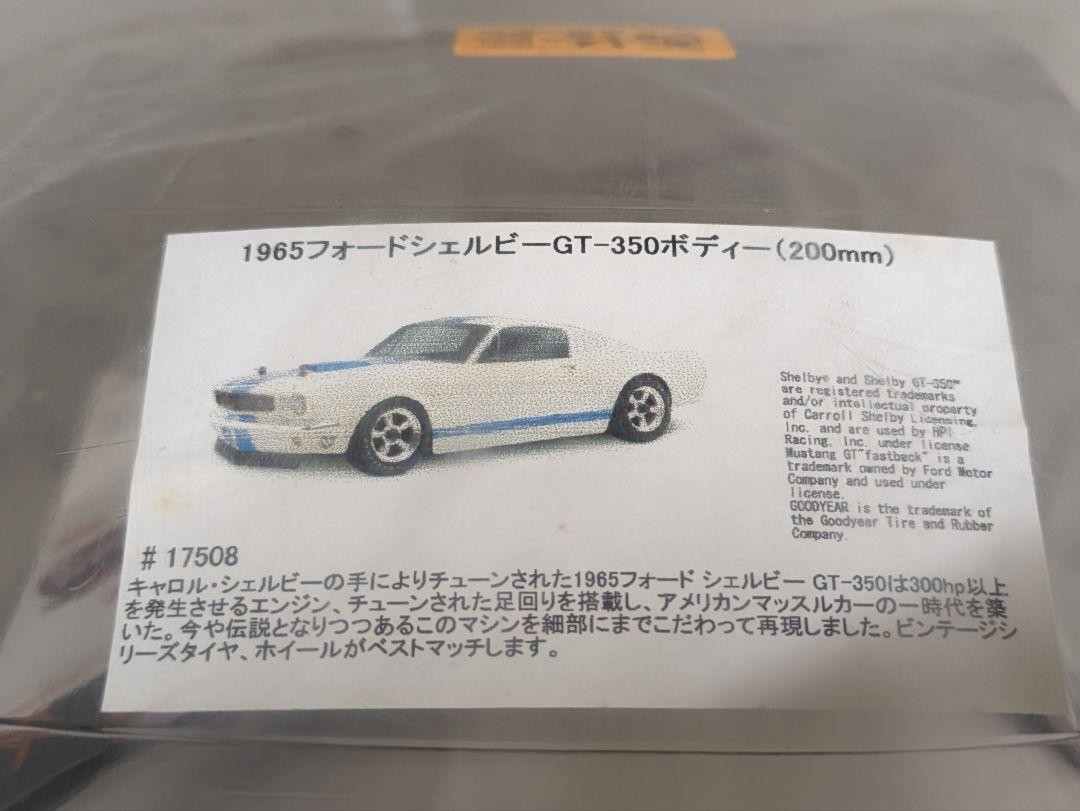 1965フォードシェルビーGT-350ボディー(200mm)
Shelby® and Shelby GT-350™
are registered trademarks
and/or intellectual property
of Carroll Shelby Licensing,
Inc. and are used by HPI
Racing, Inc. under license
Mustang GT"fastback" is a
trademark owned by Ford Motor
Company and used under
license.
GOODYEAR is the trademark of
the Goodyear Tire and Rubber
Company.
# 17508
キャロル・シェルビーの手によりチューンされた1965フォード シェルビー GT-350は300hp以上
を発生させるエンジン、チューンされた足回りを搭載し、アメリカンマッスルカーの一時代を築
いた。今や伝説となりつつあるこのマシンを細部にまでこだわって再現しました。ビンテージシ
リーズタイヤ、ホイールがベストマッチします。